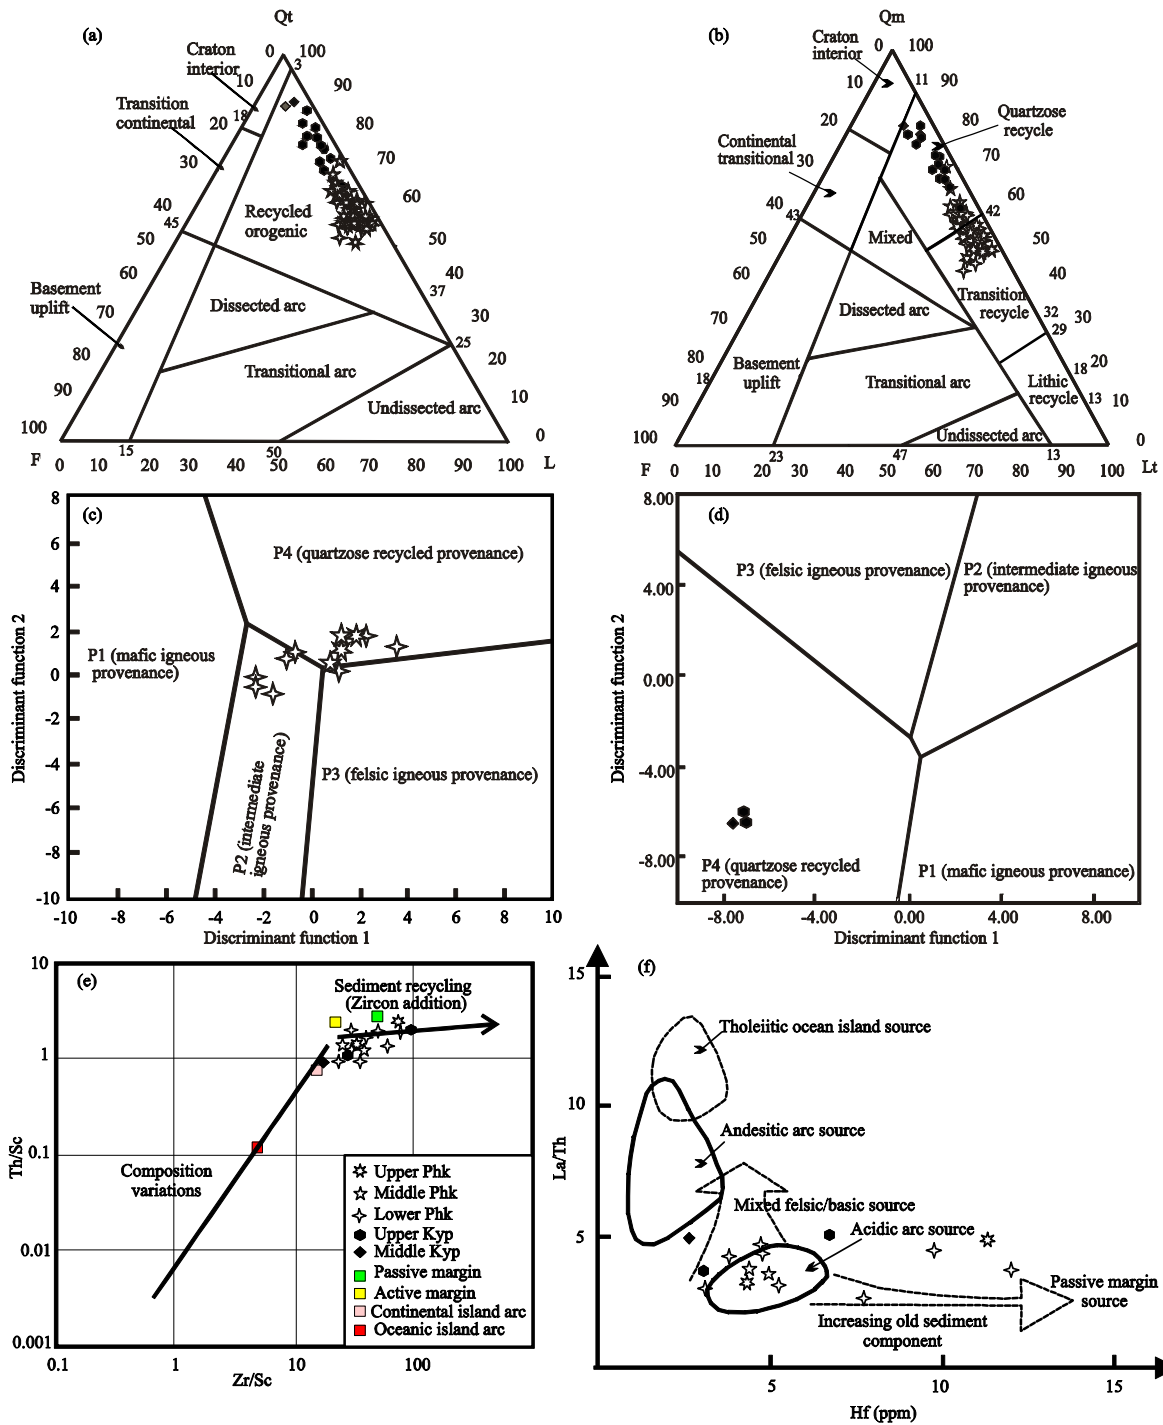 (a)
Qt
0 100
3
Craton
interior
10
90
Transition
continental
18
20
80
30
70
40
60
45
50
50
Recycled
orogenic
60
40
37
Basement
uplift
70
30
Dissected arc
80
25
20
Transitional arc
90
10
Undissected arc
100
0
15
50
F 0 10 20 30 40 50 60 70 80 90 100 L
(b)
Qm
0 100
Craton
interior
10
11 90
Quartzose
recycle
20
80
Continental
transitional
30
70
40
60
43
42
50
50
Mixed
60
40
Transition
recycle
32
30
29
70
Dissected arc
80
20
18
18
Basement
uplift
Transitional arc
Lithic
recycle
90
13 10
Undissected arc
100
0
23
47
13
F 0 10 20 30 40 50 60 70 80 90 100 Lt
(c)
8
6
4
2
0
-2
-4
-6
-8
-10
Discriminant function 2
P4 (quartzose recycled provenance)
P1 (mafic igneous
provenance)
P2 (intermediate
igneous provenance)
P3 (felsic igneous provenance)
-10 -8 -6 -4 -2 0 2 4 6 8 10
Discriminant function 1
(d)
8.00
4.00
0.00
-4.00
-8.00
Discriminant function 2
P3 (felsic igneous provenance)
P2 (intermediate igneous
provenance)
P4 (quartzose recycled
provenance)
P1 (mafic igneous provenance)
-8.00 -4.00 0.00 4.00 8.00
Discriminant function 1
(e)
10
1
0.1
0.01
0.001
Th/Sc
Sediment recycling
(Zircon addition)
Composition
variations
Upper Phk
Middle Phk
Lower Phk
Upper Kyp
Middle Kyp
Passive margin
Active margin
Continental island arc
Oceanic island arc
0.1 1 10 100
Zr/Sc
(f)
15
10
5
La/Th
Tholeiitic ocean island source
Andesitic arc source
Mixed felsic/basic source
Acidic arc source
Passive margin
source
Increasing old sediment
component
5 10 15
Hf (ppm)